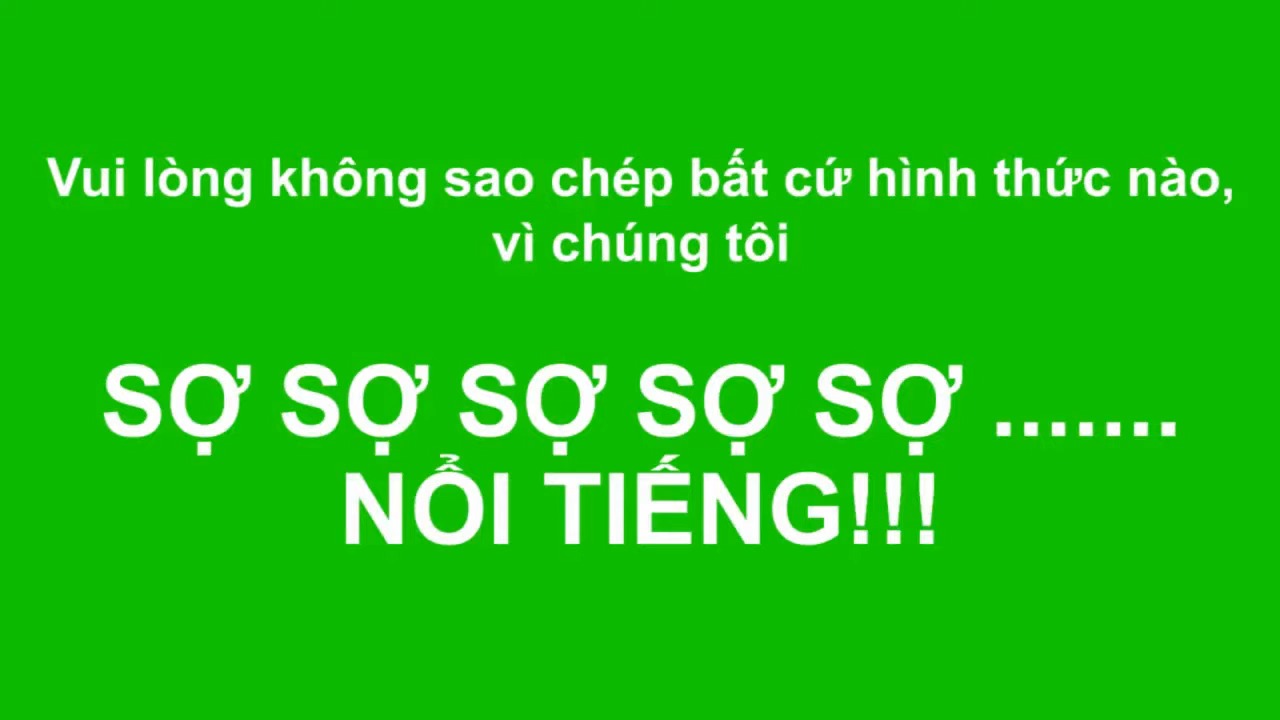 Vui lòng không sao chép bất cứ hình thức nào,
vì chúng tôi
SỢ SỢ SỢ SỢ SỢ .......
NỔI TIẾNG!!!